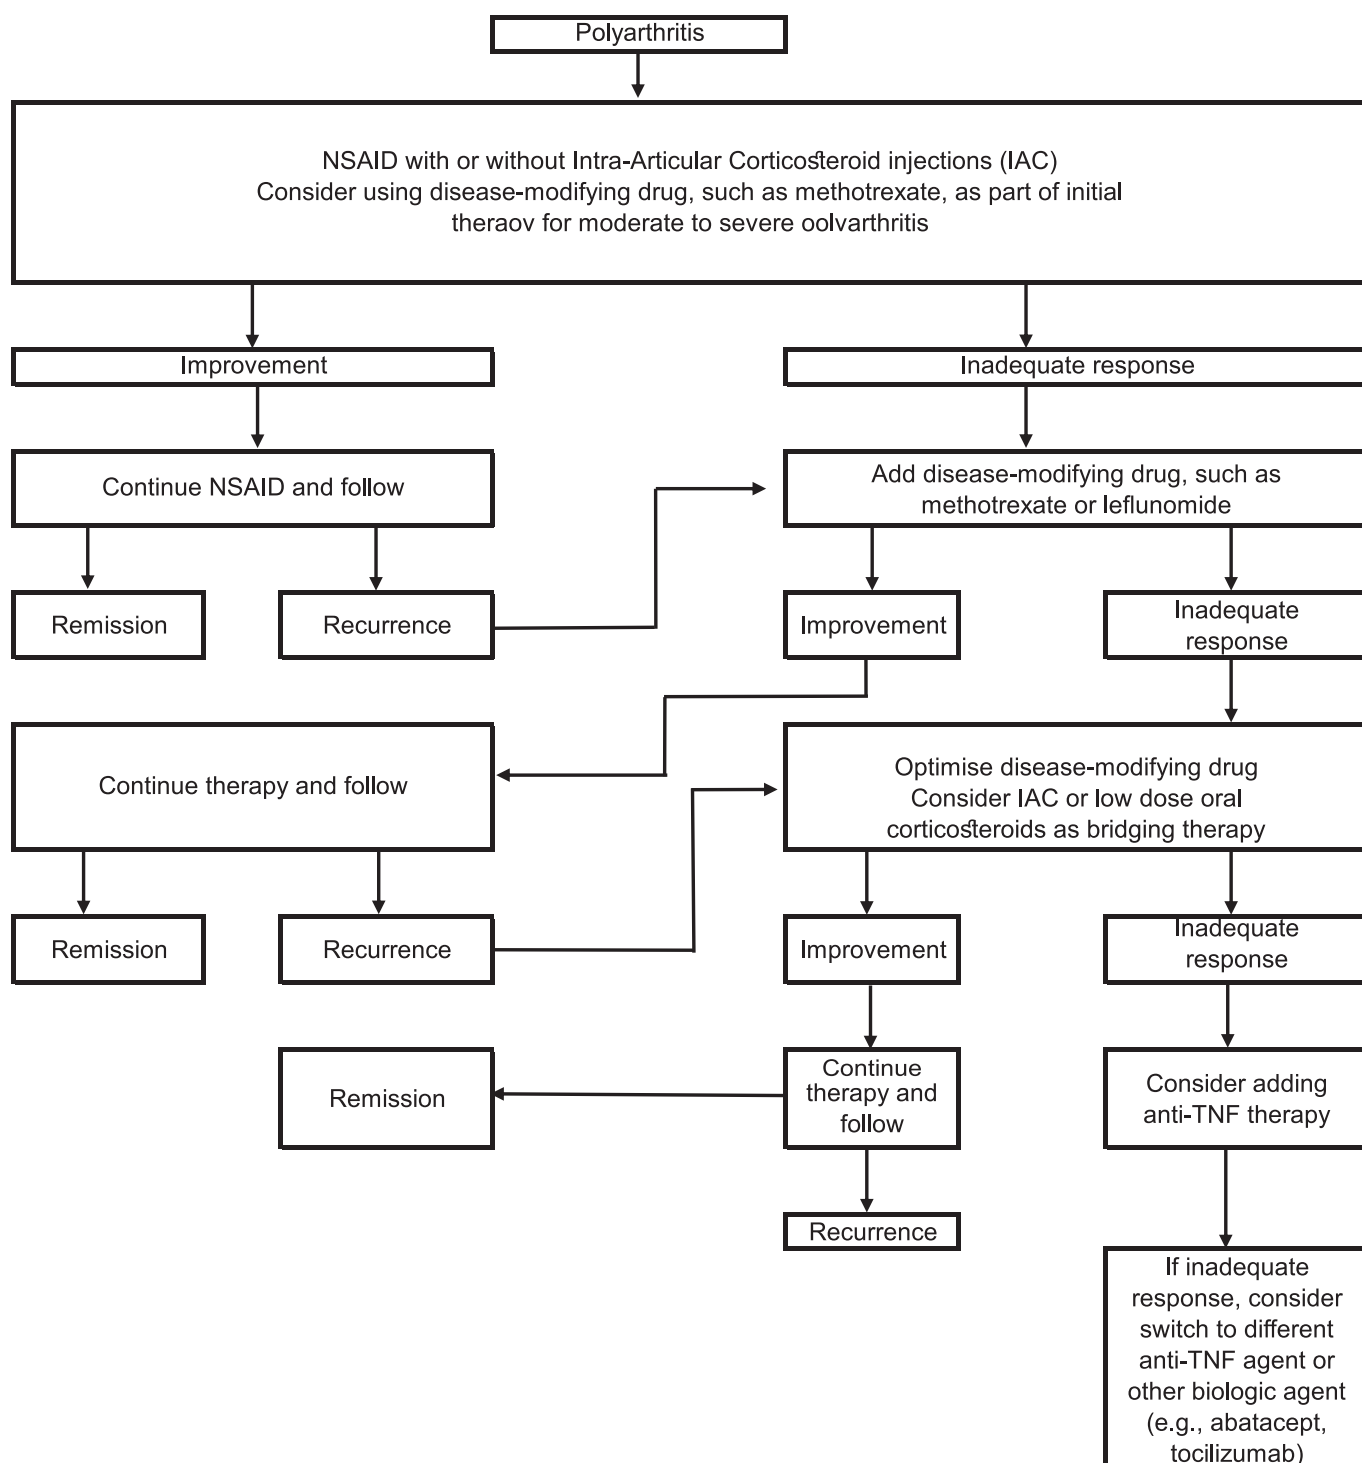 Polyarthritis
NSAID with or without Intra-Articular Corticosteroid injections (IAC)
Consider using disease-modifying drug, such as methotrexate, as part of initial
theraov for moderate to severe oolvarthritis
Improvement
Inadequate response
Continue NSAID and follow
Add disease-modifying drug, such as
methotrexate or leflunomide
Remission
Recurrence
Improvement
Inadequate
response
Continue therapy and follow
Optimise disease-modifying drug
Consider IAC or low dose oral
corticosteroids as bridging therapy
Remission
Recurrence
Improvement
Inadequate
response
Remission
Continue
therapy and
follow
Consider adding
anti-TNF therapy
Recurrence
If inadequate
response, consider
switch to different
anti-TNF agent or
other biologic agent
(e.g., abatacept,
tocilizumab)